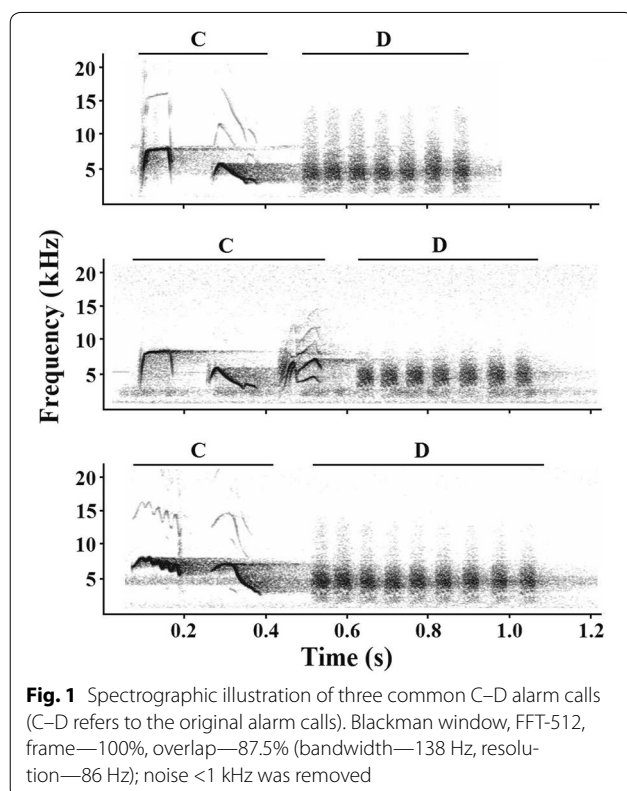 C D
20
15
10
5
C D
20
15
10
5
Frequency (kHz)
C D
20
15
10
5
0.2 0.4 0.6 0.8 1.0 1.2
Time (s)
Fig. 1 Spectrographic illustration of three common C–D alarm calls
(C–D refers to the original alarm calls). Blackman window, FFT-512,
frame—100%, overlap—87.5% (bandwidth—138 Hz, resolu-
tion—86 Hz); noise <1 kHz was removed